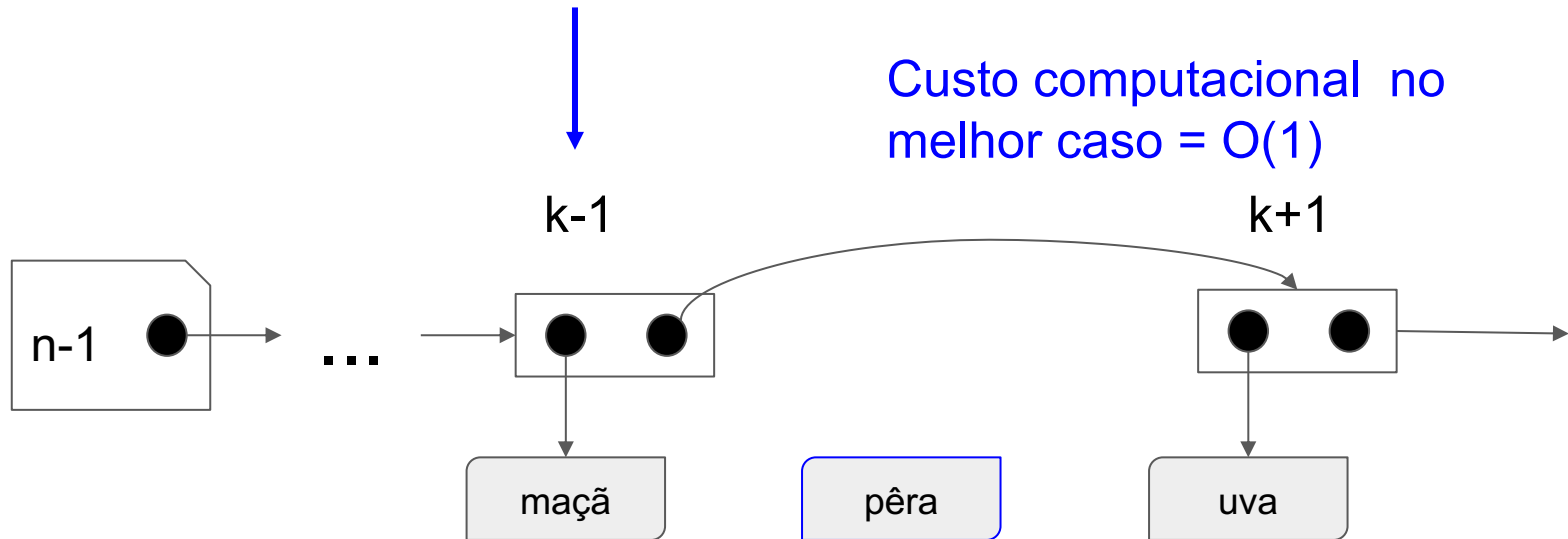 Custo computacional no
melhor caso = O(1)
k-1
k+1
n-1
...
maçã
pêra
uva